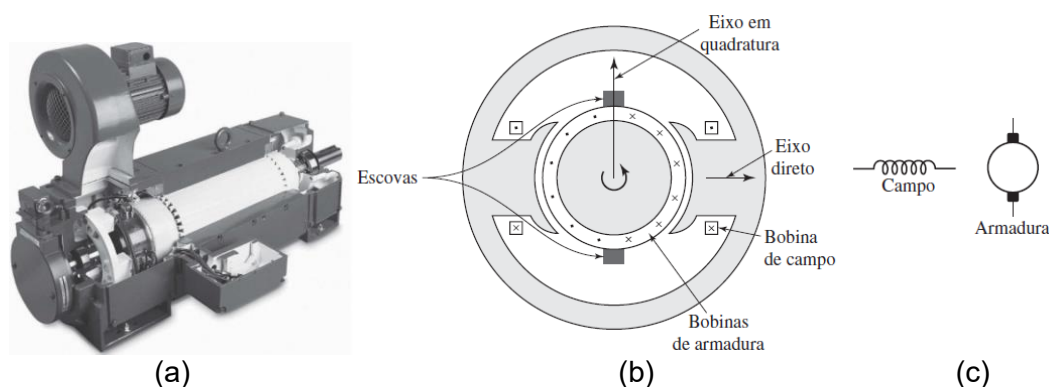 Eixo em
quadratura
Escovas
Eixo
direto
Bobina
de campo
Bobinas
de armadura
Campo
Armadura
(a)
(b)
(c)